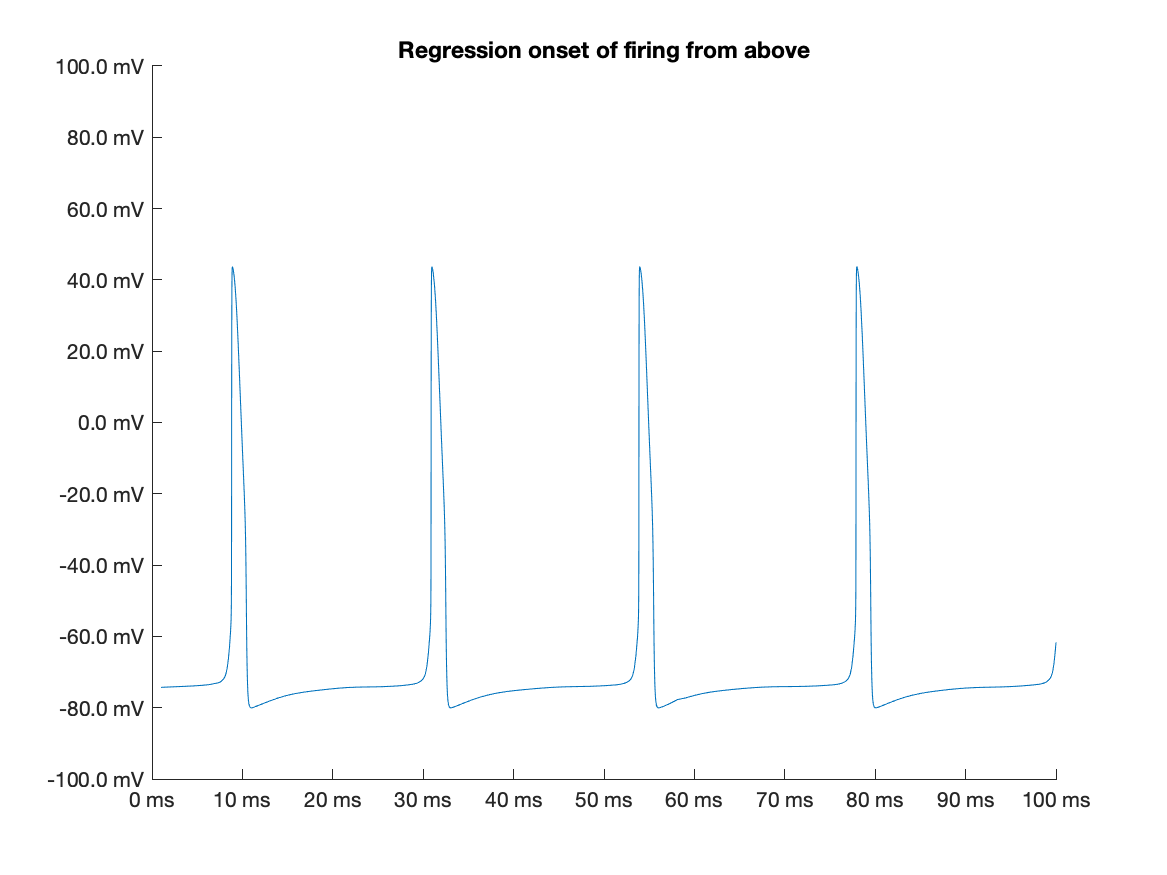 Regression onset of firing from above
100.0 mV
80.0 mV
60.0 mV
40.0 mV
20.0 mV
0.0 mV
-20.0 mV
-40.0 mV
-60.0 mV
-80.0 mV
-100.0 mV
0 ms 10 ms 20 ms 30 ms 40 ms 50 ms 60 ms 70 ms 80 ms 90 ms 100 ms